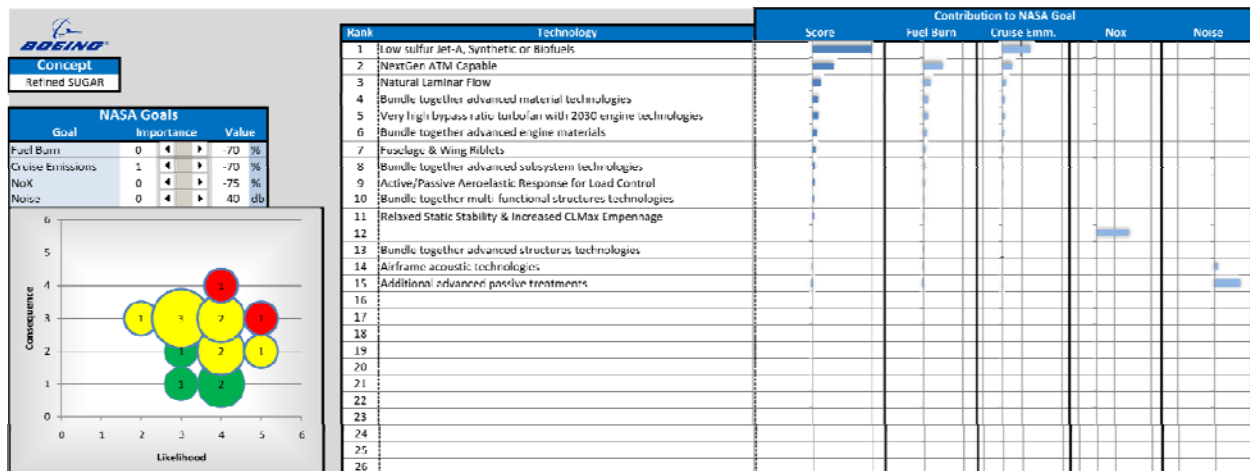 BOEING
Concept
Refined SUGAR
NASA Goals
Goal Importance Value
Fuel Burn 0 -70 %
Cruise Emissions 1 -70 %
NoX 0 -75 %
Noise 0 40 db
Consequence
6
5
4
3
2
1
0
1
1 3 2 1
1 2 1
1 2
0 1 2 3 4 5 6
Likelihood
Contribution to NASA Goal
Rank Technology Score Fuel Burn Cruise Emm. Nox Noise
1 Low sulfur Jet-A, Synthetic or Biofuels
2 NextGen ATM Capable
3 Natural Laminar Flow
4 Bundle together advanced material technologies
5 Very high bypass ratio turbofan with 2030 engine technologies
6 Bundle together advanced engine materials
7 Fuselage & Wing Riblets
8 Bundle together advanced subsystem technologies
9 Active/Passive Aeroelastic Response for Load Control
10 Bundle together multi functional structures technologies
11 Relaxed Static Stability & Increased CLMax Empennage
12
13 Bundle together advanced structures technologies
14 Airframe acoustic technologies
15 Additional advanced passive treatments
16
17
18
19
20
21
22
23
24
25
26